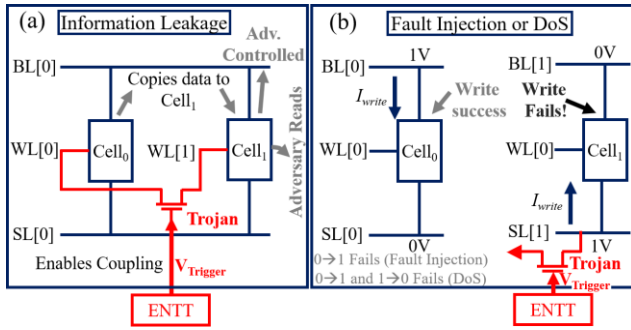 (a) Information Leakage
Adv.
Controlled
BL[0]
Copies data to
Cell1
WL[0]
Cell0
WL[1]
Cell1
Adversary Reads
Trojan
SL[0]
Enables Coupling
VTrigger
ENTT
(b) Fault Injection or DoS
1V
0V
BL[0]
BL[1]
Iwrite
Write
success
Write
Fails!
WL[0]
Cell0
WL[0]
Cell1
Iwrite
SL[0]
SL[1]
0V
1V
0→1 Fails (Fault Injection)
0→1 and 1→0 Fails (DoS)
Trojan
VTrigger
ENTT